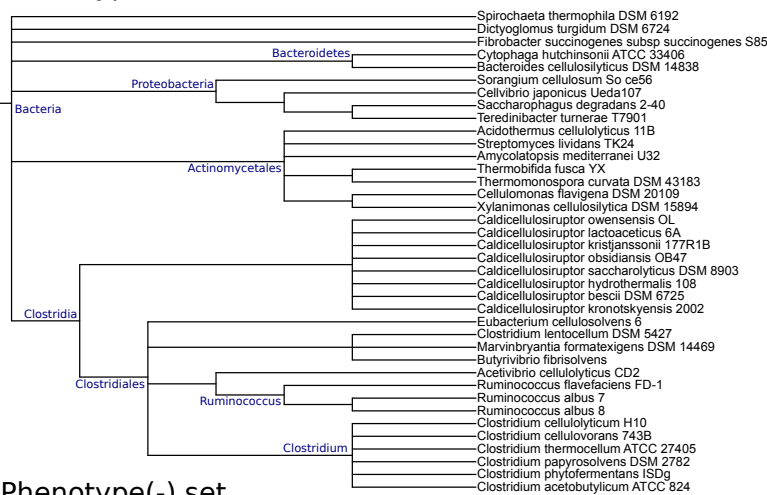 Spirochaeta thermophila DSM 6192
Dictyoglomus turgidum DSM 6724
Fibrobacter succinogenes subsp succinogenes S85
Bacteroidetes
Cytophaga hutchinsonii ATCC 33406
Bacteroides cellulosilyticus DSM 14838
Proteobacteria
Sorangium cellulosum So ce56
Cellvibrio japonicus Ueda107
Bacteria
Saccharophagus degradans 2-40
Teredinibacter turnerae T7901
Acidothermus cellulolyticus 11B
Streptomyces lividans TK24
Amycolatopsis mediterranei U32
Actinomycetales
Thermobifida fusca YX
Thermomonospora curvata DSM 43183
Cellulomonas flavigena DSM 20109
Xylanimonas cellulosilytica DSM 15894
Caldicellulosiruptor owensensis OL
Caldicellulosiruptor lactoaceticus 6A
Caldicellulosiruptor kristjanssonii 177R1B
Caldicellulosiruptor obsidiansis OB47
Caldicellulosiruptor saccharolyticus DSM 8903
Caldicellulosiruptor hydrothermalis 108
Caldicellulosiruptor bescii DSM 6725
Caldicellulosiruptor kronotskyensis 2002
Clostridia
Eubacterium cellulosolvens 6
Clostridium lentocellum DSM 5427
Marvinbryantia formatexigens DSM 14469
Butyrivibrio fibrisolvens
Acetivibrio cellulolyticus CD2
Clostridiales
Ruminococcus flavefaciens FD-1
Ruminococcus
Ruminococcus albus 7
Ruminococcus albus 8
Clostridium cellulolyticum H10
Clostridium cellulovorans 743B
Clostridium
Clostridium thermocellum ATCC 27405
Clostridium papyrosolvens DSM 2782
Clostridium phytofermentans ISDg
Clostridium acetobutylicum ATCC 824
Phenotype(-) set